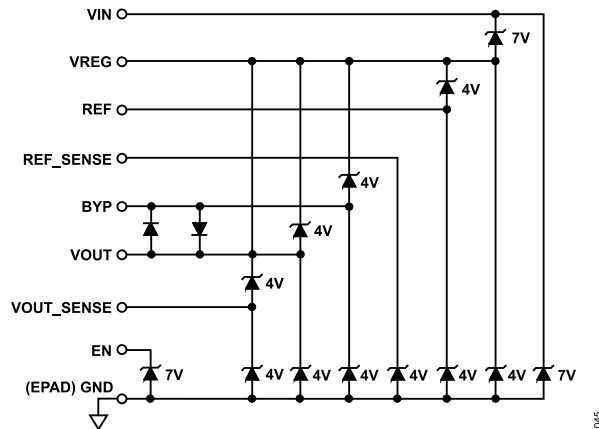 VIN
7V
VREG
4V
REF
REF_SENSE
4V
BYP
4V
VOUT
4V
VOUT_SENSE
EN
7V 4V 4V 4V 4V 4V 4V 7V
(EPAD) GND
045